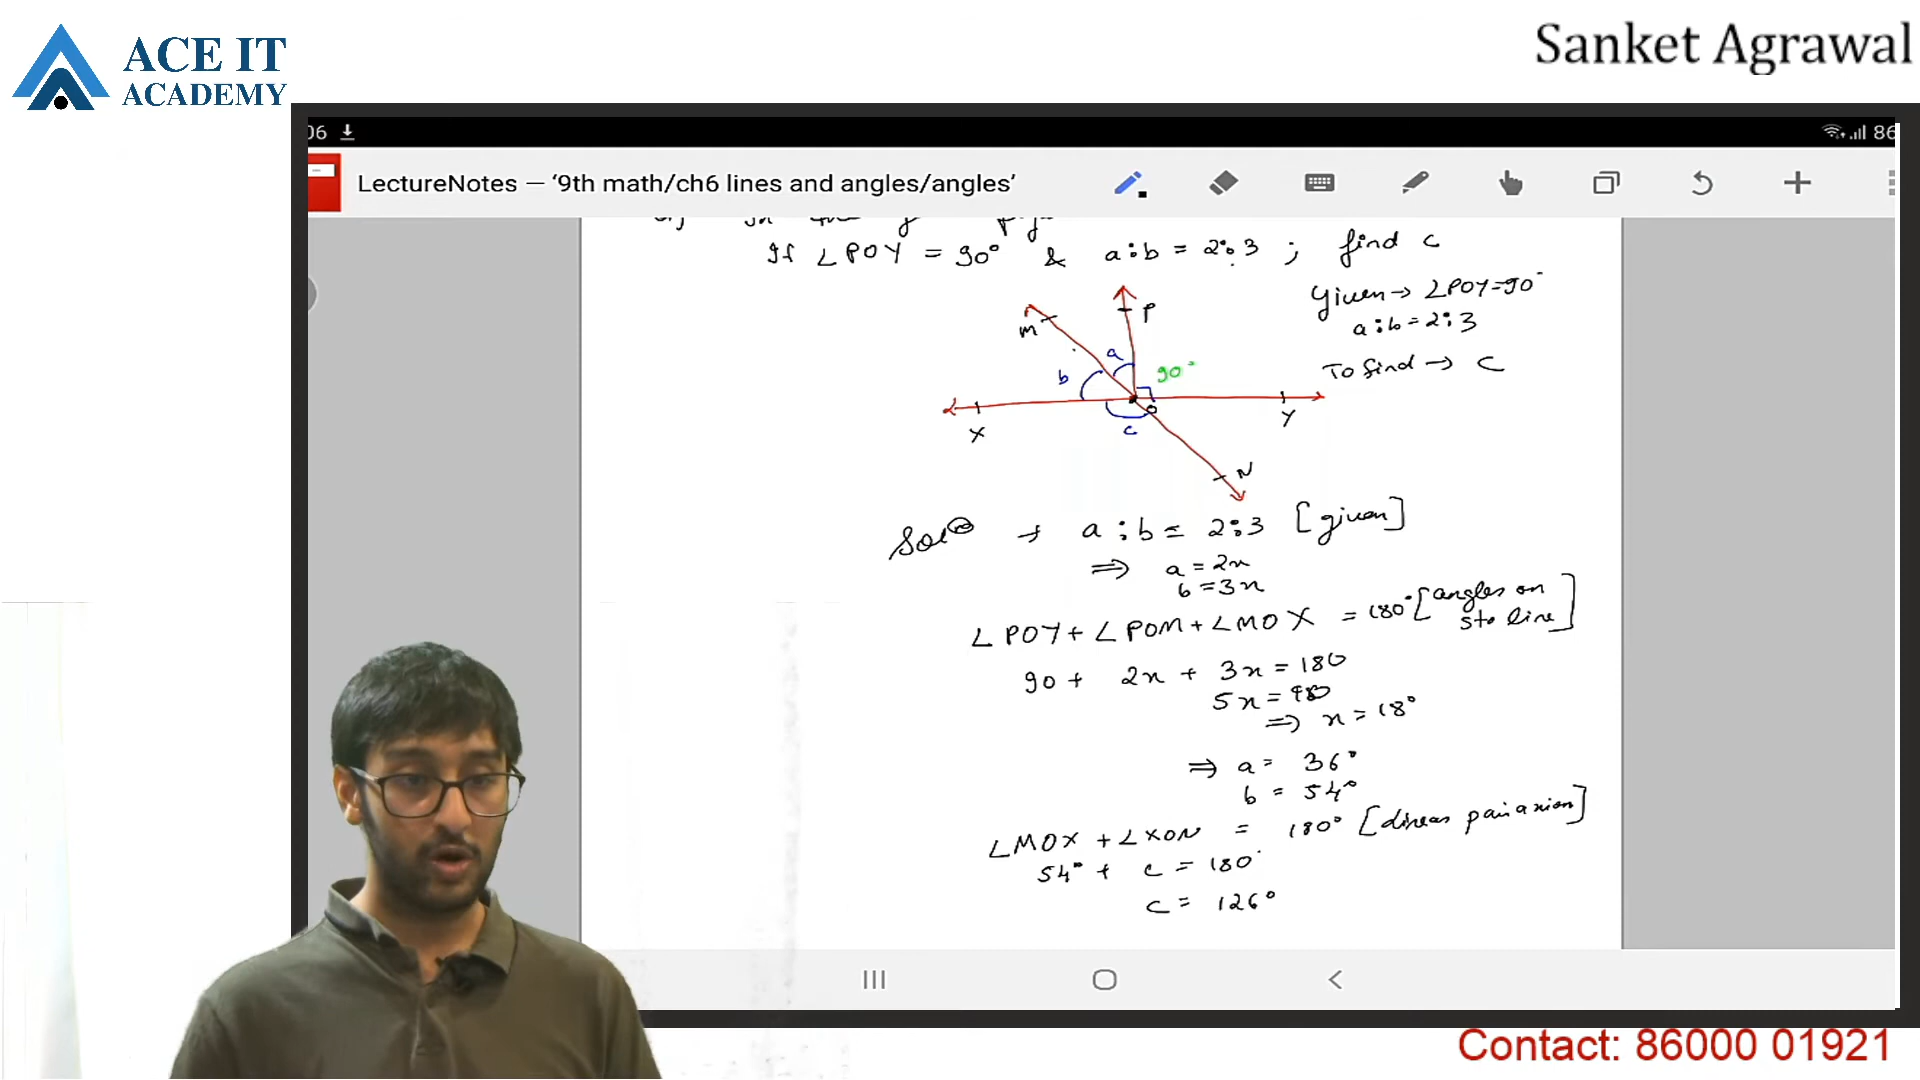 ACE IT
ACADEMY
Sanket Agrawal
06
86
LectureNotes — ‘9th math/ch6 lines and angles/angles’
If ∠POY = 90° & a:b = 2:3 ; find c
Given → ∠POY=90°
a:b=2:3
To find → c
M
P
a
b
90°
O
X
Y
c
N
Sol → a:b = 2:3 [given]
⇒ a = 2x
b = 3x
∠POY + ∠POM + ∠MOX = 180° [angles on
st line]
90 + 2x + 3x = 180
5x = 90
⇒ x = 18°
⇒ a = 36°
b = 54°
∠MOX + ∠XON = 180° [linear pair axiom]
54° + c = 180°
c = 126°
Contact: 86000 01921